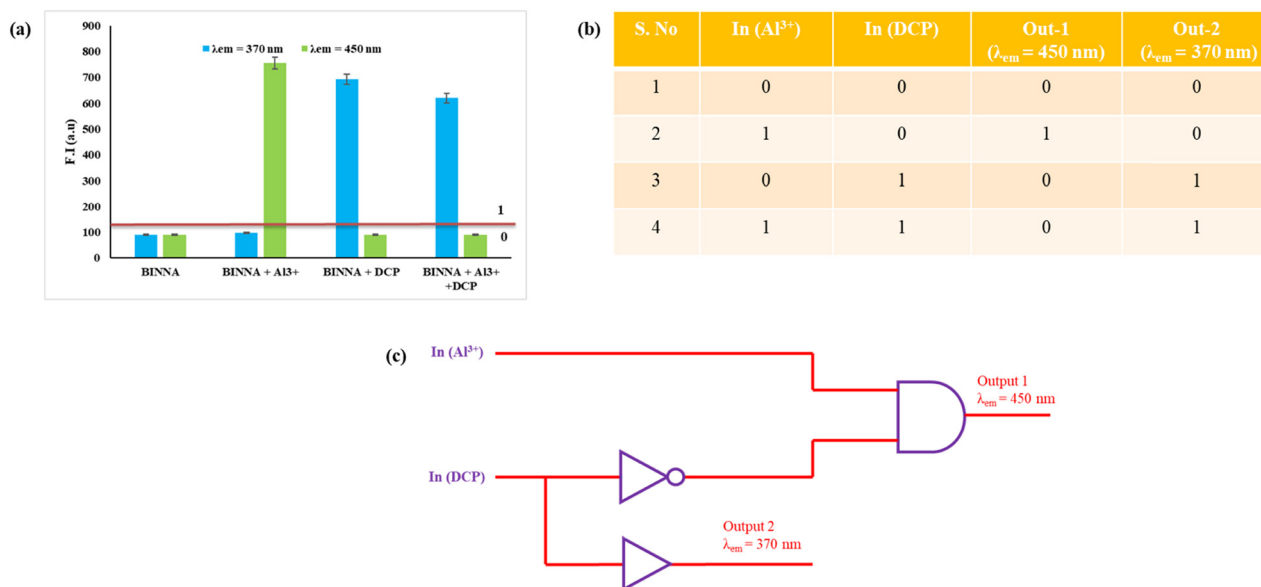 (a)
900
800
700
600
500
400
300
200
100
0
F.I (a.u)
λem = 370 nm
λem = 450 nm
1
0
BINNA
BINNA + Al3+
BINNA + DCP
BINNA + Al3+
+DCP
(b)
S. No In (Al³⁺) In (DCP) Out-1 Out-2
(λem = 450 nm) (λem = 370 nm)
1 0 0 0 0
2 1 0 1 0
3 0 1 0 1
4 1 1 0 1
(c)
In (Al³⁺)
Output 1
λem = 450 nm
In (DCP)
Output 2
λem = 370 nm